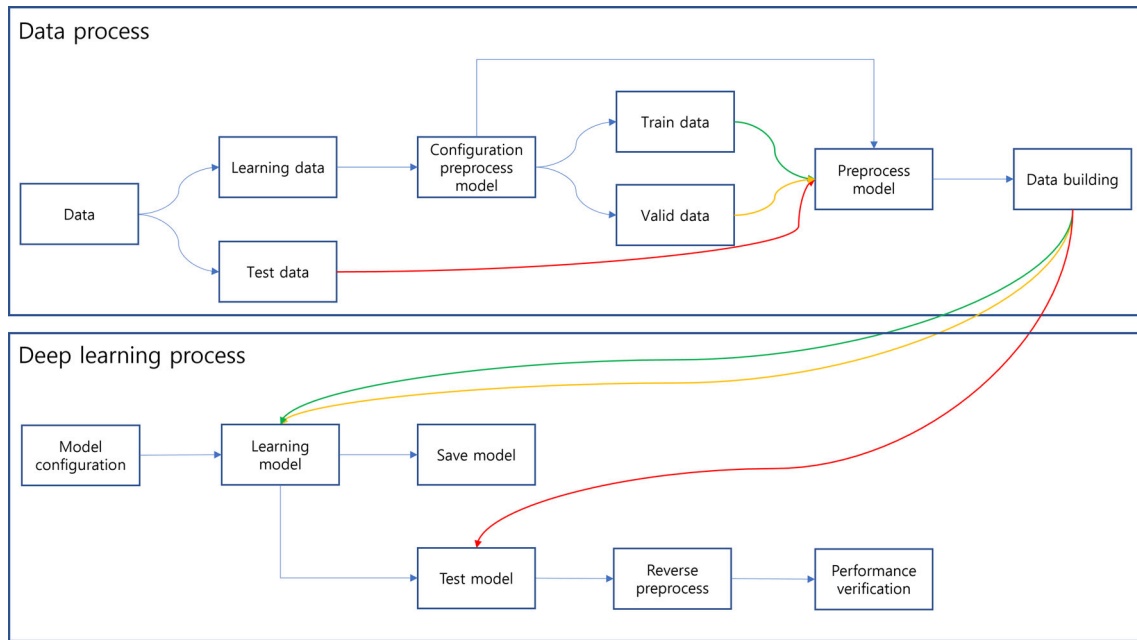 Data process
Train data
Learning data
Configuration
preprocess
model
Preprocess
model
Data building
Data
Valid data
Test data
Deep learning process
Model
configuration
Learning
model
Save model
Test model
Reverse
preprocess
Performance
verification